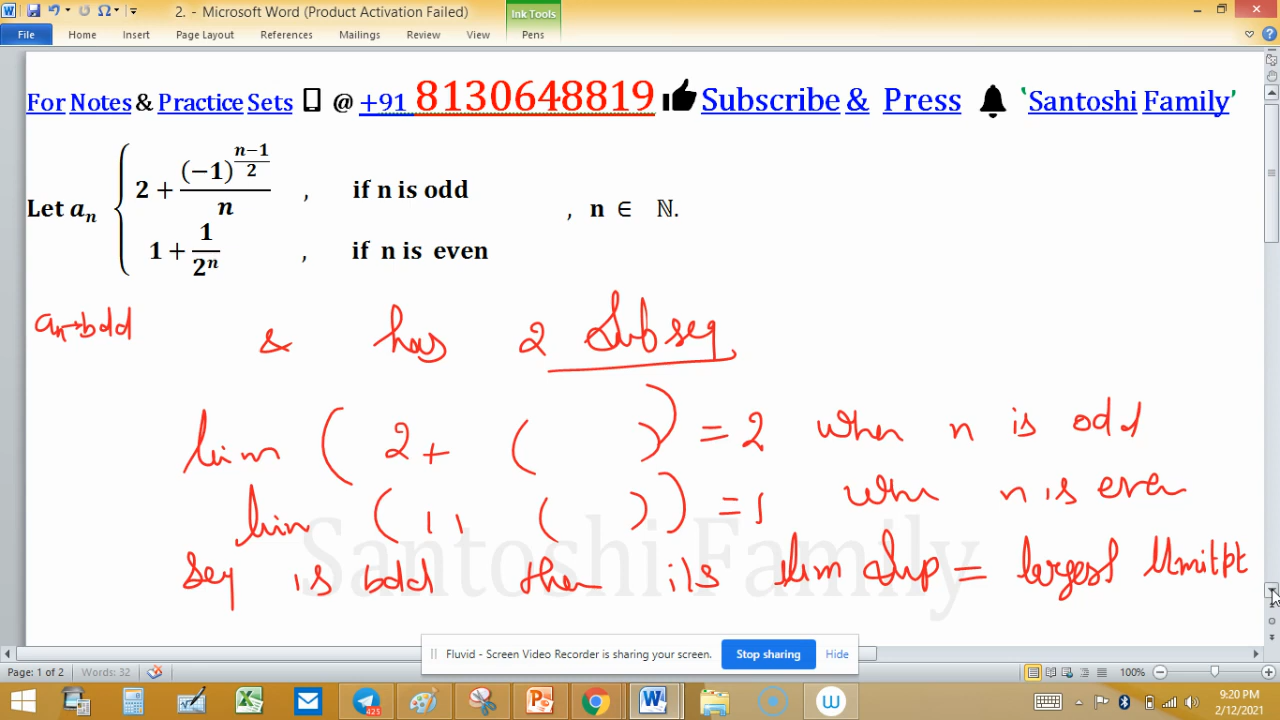 2. - Microsoft Word (Product Activation Failed)
Ink Tools
File Home Insert Page Layout References Mailings Review View Pens
For Notes & Practice Sets @ +91 8130648819 Subscribe & Press 'Santoshi Family'
Let aₙ { 2 + (−1)^((n−1)/2) / n , if n is odd
1 + 1/2ⁿ , if n is even , n ∈ ℕ.
aₙ→bdd & has 2 Subseq
lim ( 2 + ( ) ) = 2 when n is odd
lim ( 1 , ( ) ) = 1 when n is even
Santoshi Family
Seq is bdd then its lim Sup = largest limitpt
Fluvid - Screen Video Recorder is sharing your screen. Stop sharing Hide
Page: 1 of 2 Words: 32 100%
425
9:20 PM
2/12/2021